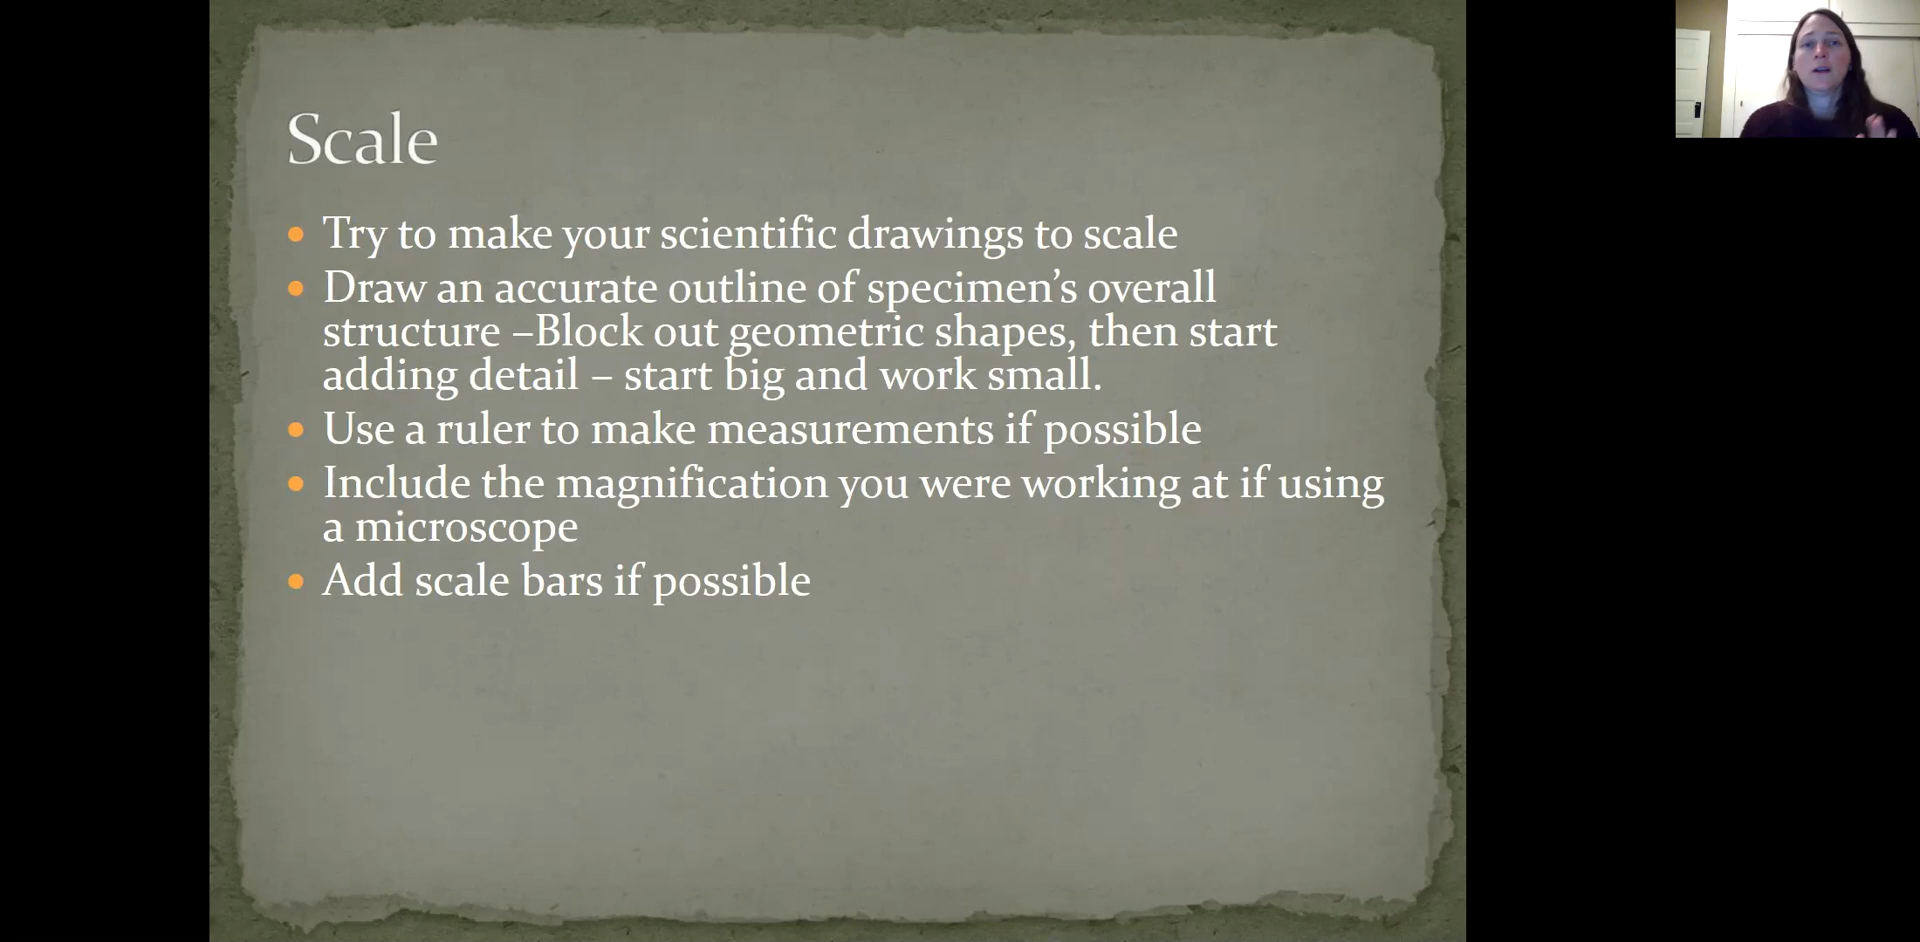 Scale
• Try to make your scientific drawings to scale
• Draw an accurate outline of specimen’s overall
structure –Block out geometric shapes, then start
adding detail – start big and work small.
• Use a ruler to make measurements if possible
• Include the magnification you were working at if using
a microscope
• Add scale bars if possible